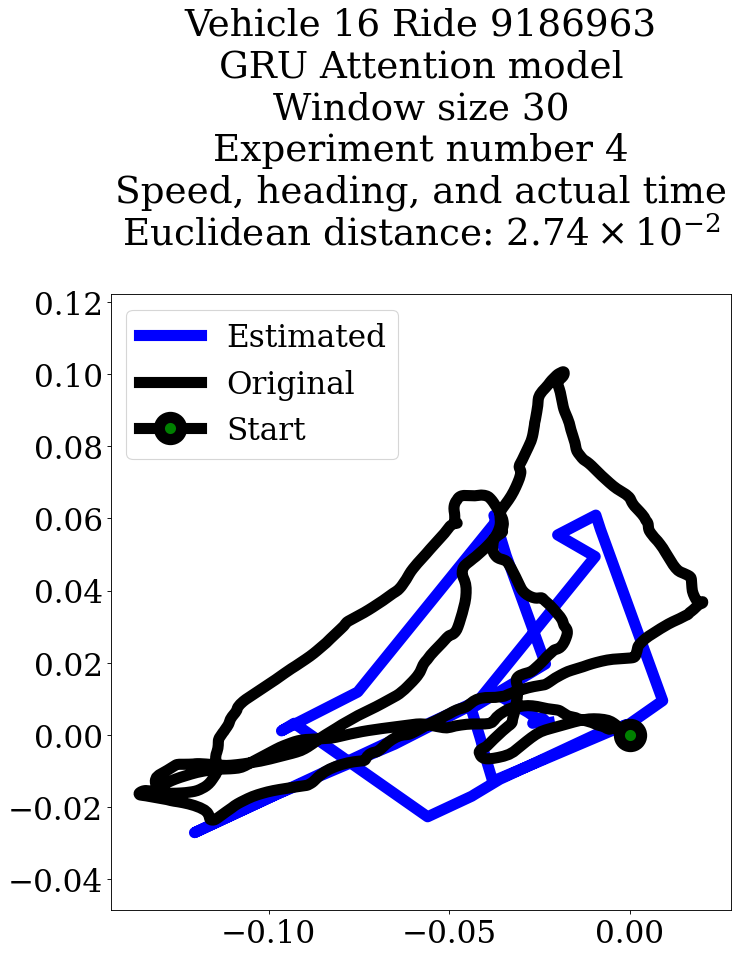 Vehicle 16 Ride 9186963
GRU Attention model
Window size 30
Experiment number 4
Speed, heading, and actual time
Euclidean distance: 2.74 × 10⁻²
Estimated
Original
Start
0.12
0.10
0.08
0.06
0.04
0.02
0.00
−0.02
−0.04
−0.10
−0.05
0.00